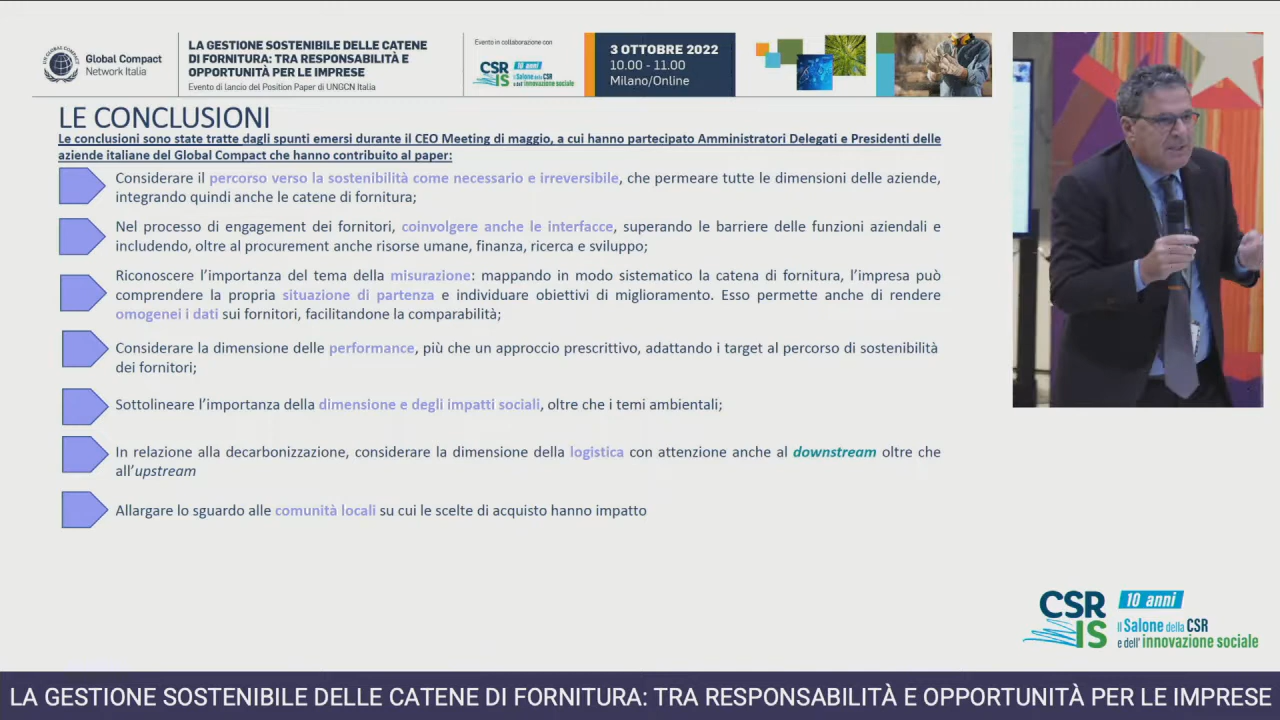 Global Compact
Network Italia
LA GESTIONE SOSTENIBILE DELLE CATENE
DI FORNITURA: TRA RESPONSABILITÀ E
OPPORTUNITÀ PER LE IMPRESE
Evento di lancio del Position Paper di UNGCN Italia
Evento in collaborazione con
CSR
IS
10 anni
Il Salone della CSR
e dell'innovazione sociale
3 OTTOBRE 2022
10.00 - 11.00
Milano/Online
LE CONCLUSIONI
Le conclusioni sono state tratte dagli spunti emersi durante il CEO Meeting di maggio, a cui hanno partecipato Amministratori Delegati e Presidenti delle
aziende italiane del Global Compact che hanno contribuito al paper:
Considerare il percorso verso la sostenibilità come necessario e irreversibile, che permeare tutte le dimensioni delle aziende,
integrando quindi anche le catene di fornitura;
Nel processo di engagement dei fornitori, coinvolgere anche le interfacce, superando le barriere delle funzioni aziendali e
includendo, oltre al procurement anche risorse umane, finanza, ricerca e sviluppo;
Riconoscere l'importanza del tema della misurazione: mappando in modo sistematico la catena di fornitura, l'impresa può
comprendere la propria situazione di partenza e individuare obiettivi di miglioramento. Esso permette anche di rendere
omogenei i dati sui fornitori, facilitandone la comparabilità;
Considerare la dimensione delle performance, più che un approccio prescrittivo, adattando i target al percorso di sostenibilità
dei fornitori;
Sottolineare l'importanza della dimensione e degli impatti sociali, oltre che i temi ambientali;
In relazione alla decarbonizzazione, considerare la dimensione della logistica con attenzione anche al downstream oltre che
all'upstream
Allargare lo sguardo alle comunità locali su cui le scelte di acquisto hanno impatto
CSR
IS
10 anni
Il Salone della CSR
e dell'innovazione sociale
LA GESTIONE SOSTENIBILE DELLE CATENE DI FORNITURA: TRA RESPONSABILITÀ E OPPORTUNITÀ PER LE IMPRESE